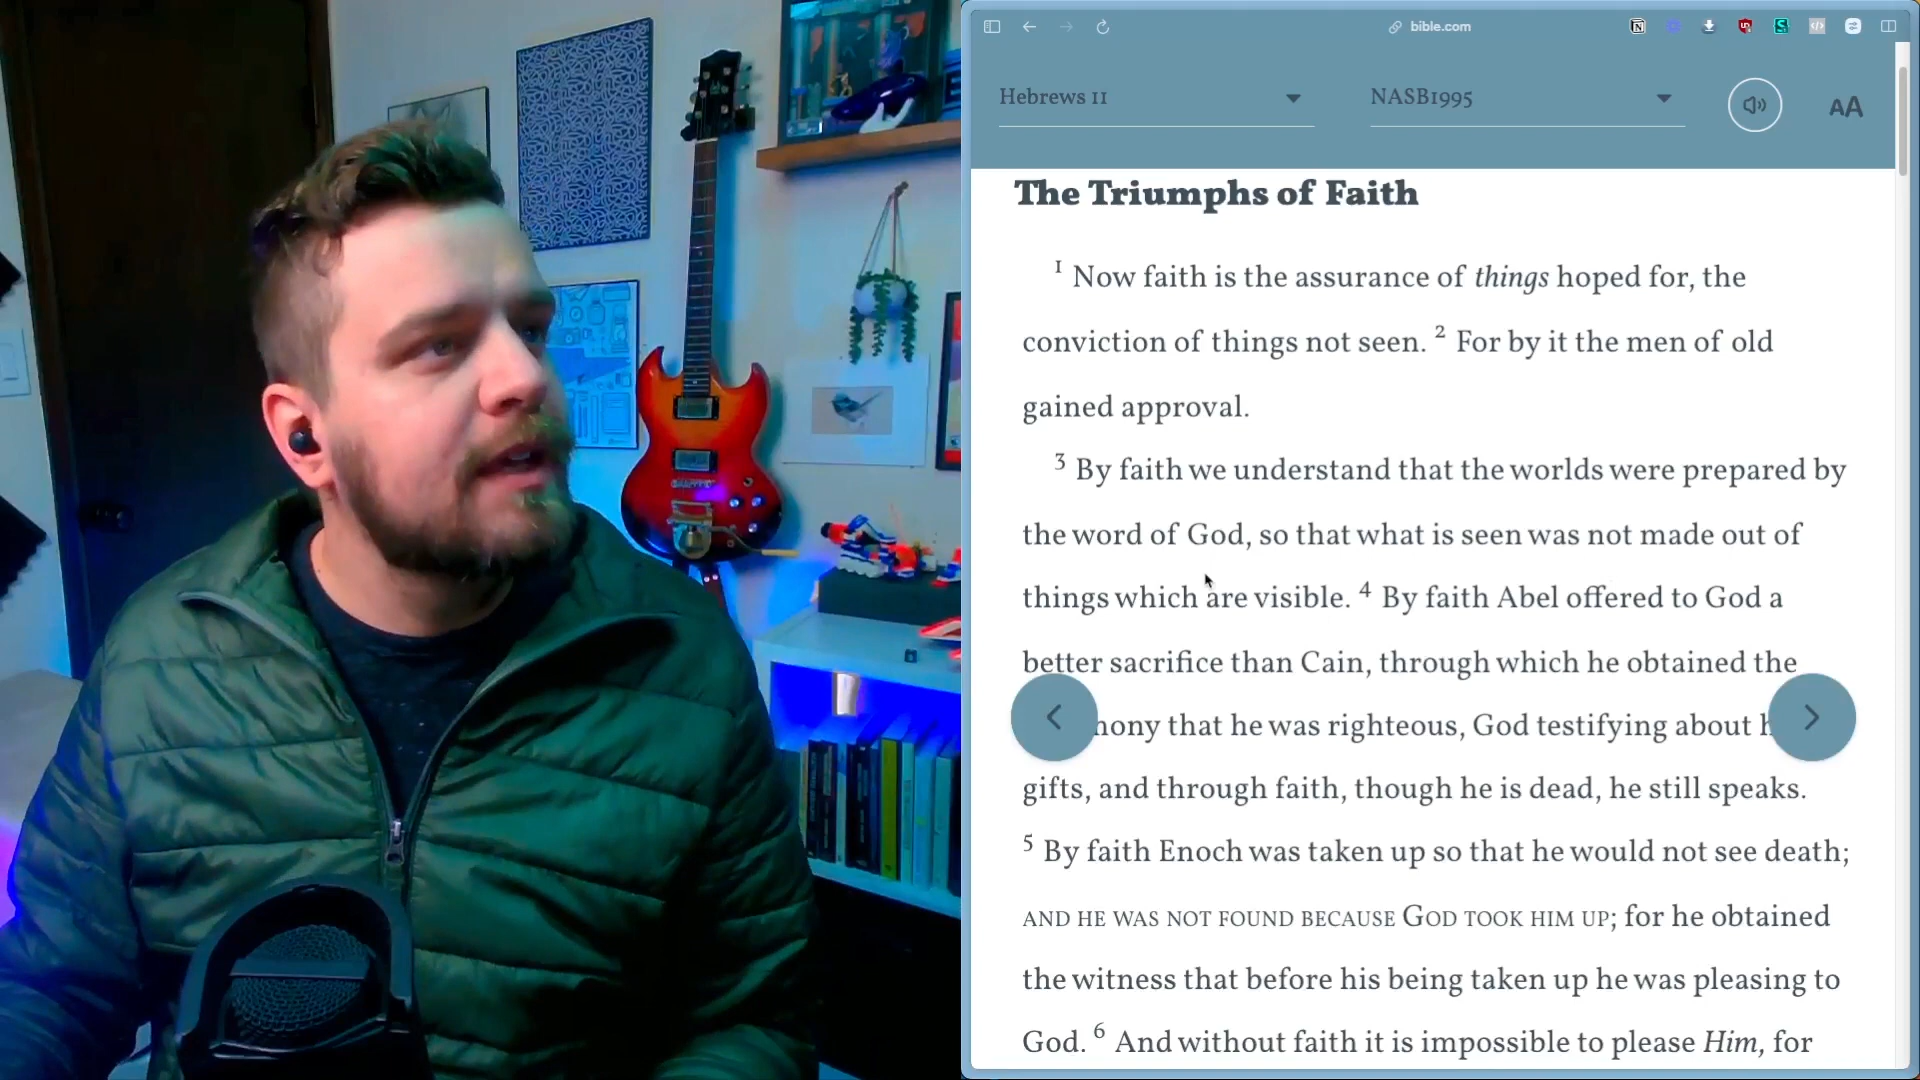 bible.com
Hebrews 11
NASB1995
AA
The Triumphs of Faith
1 Now faith is the assurance of things hoped for, the
conviction of things not seen. 2 For by it the men of old
gained approval.
3 By faith we understand that the worlds were prepared by
the word of God, so that what is seen was not made out of
things which are visible. 4 By faith Abel offered to God a
better sacrifice than Cain, through which he obtained the
mony that he was righteous, God testifying about h
gifts, and through faith, though he is dead, he still speaks.
5 By faith Enoch was taken up so that he would not see death;
AND HE WAS NOT FOUND BECAUSE GOD TOOK HIM UP; for he obtained
the witness that before his being taken up he was pleasing to
God. 6 And without faith it is impossible to please Him, for